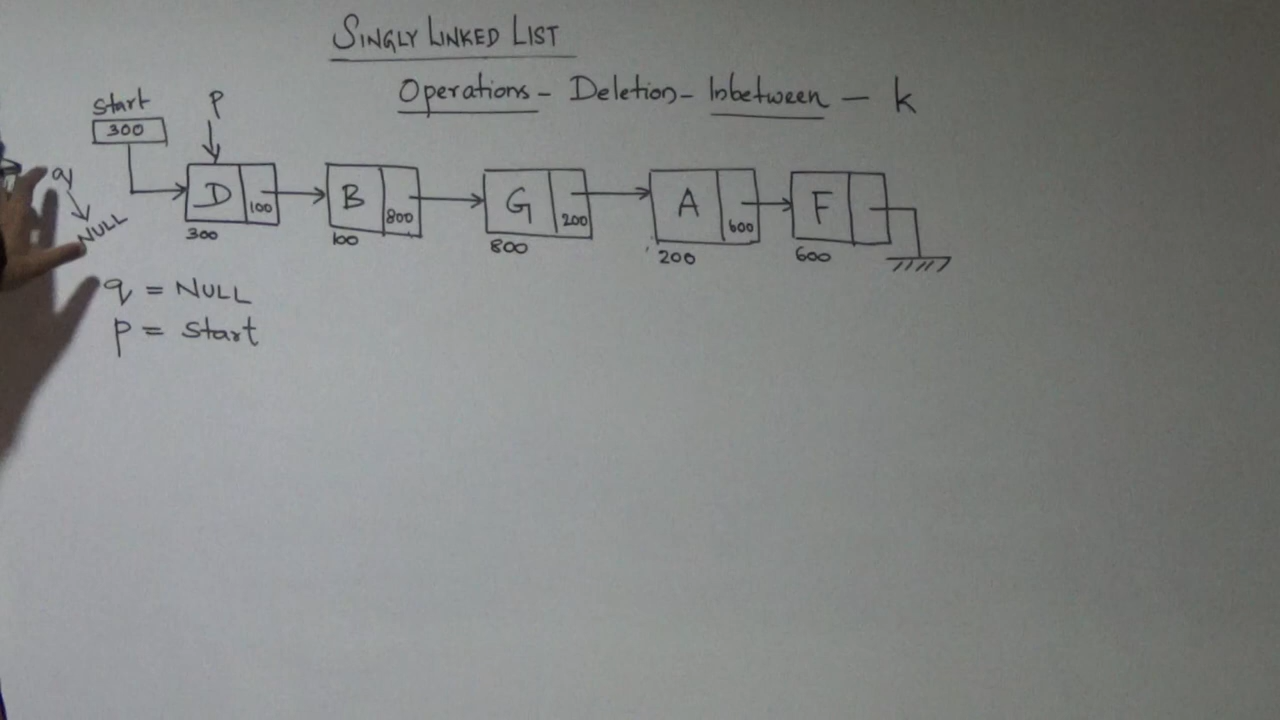 SINGLY LINKED LIST
Operations - Deletion - Inbetween - k
Start
P
300
q
NULL
D 100
B 800
G 200
A 600
F
300
100
800
200
600
q = NULL
P = Start